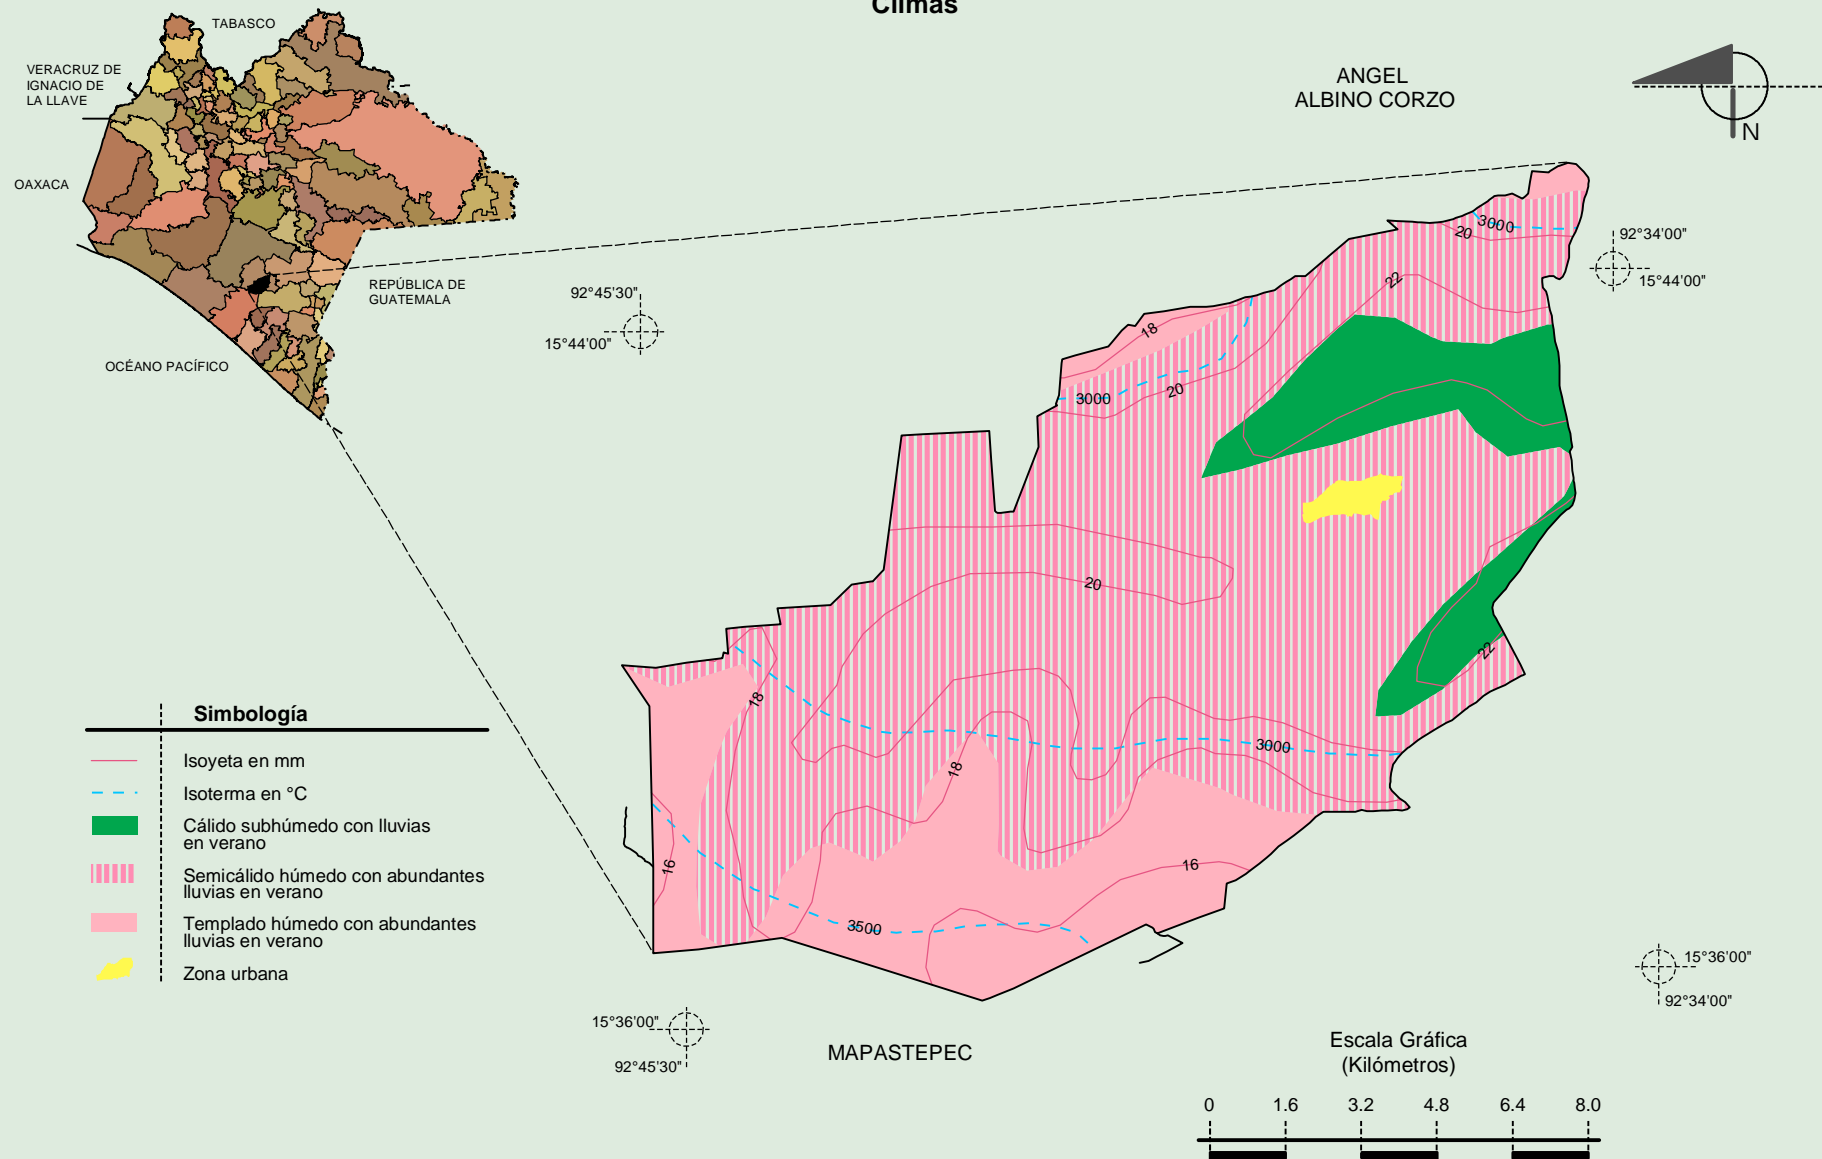 Climas
TABASCO
VERACRUZ DE
IGNACIO DE
LA LLAVE
OAXACA
REPÚBLICA DE
GUATEMALA
OCÉANO PACÍFICO
ANGEL
ALBINO CORZO
N
92°34'00"
15°44'00"
92°45'30"
15°44'00"
3000
20
22
18
3000
20
20
22
18
3000
18
16
16
3500
Simbología
Isoyeta en mm
Isoterma en °C
Cálido subhúmedo con lluvias
en verano
Semicálido húmedo con abundantes
lluvias en verano
Templado húmedo con abundantes
lluvias en verano
Zona urbana
15°36'00"
92°34'00"
15°36'00"
92°45'30"
MAPASTEPEC
Escala Gráfica
(Kilómetros)
0 1.6 3.2 4.8 6.4 8.0